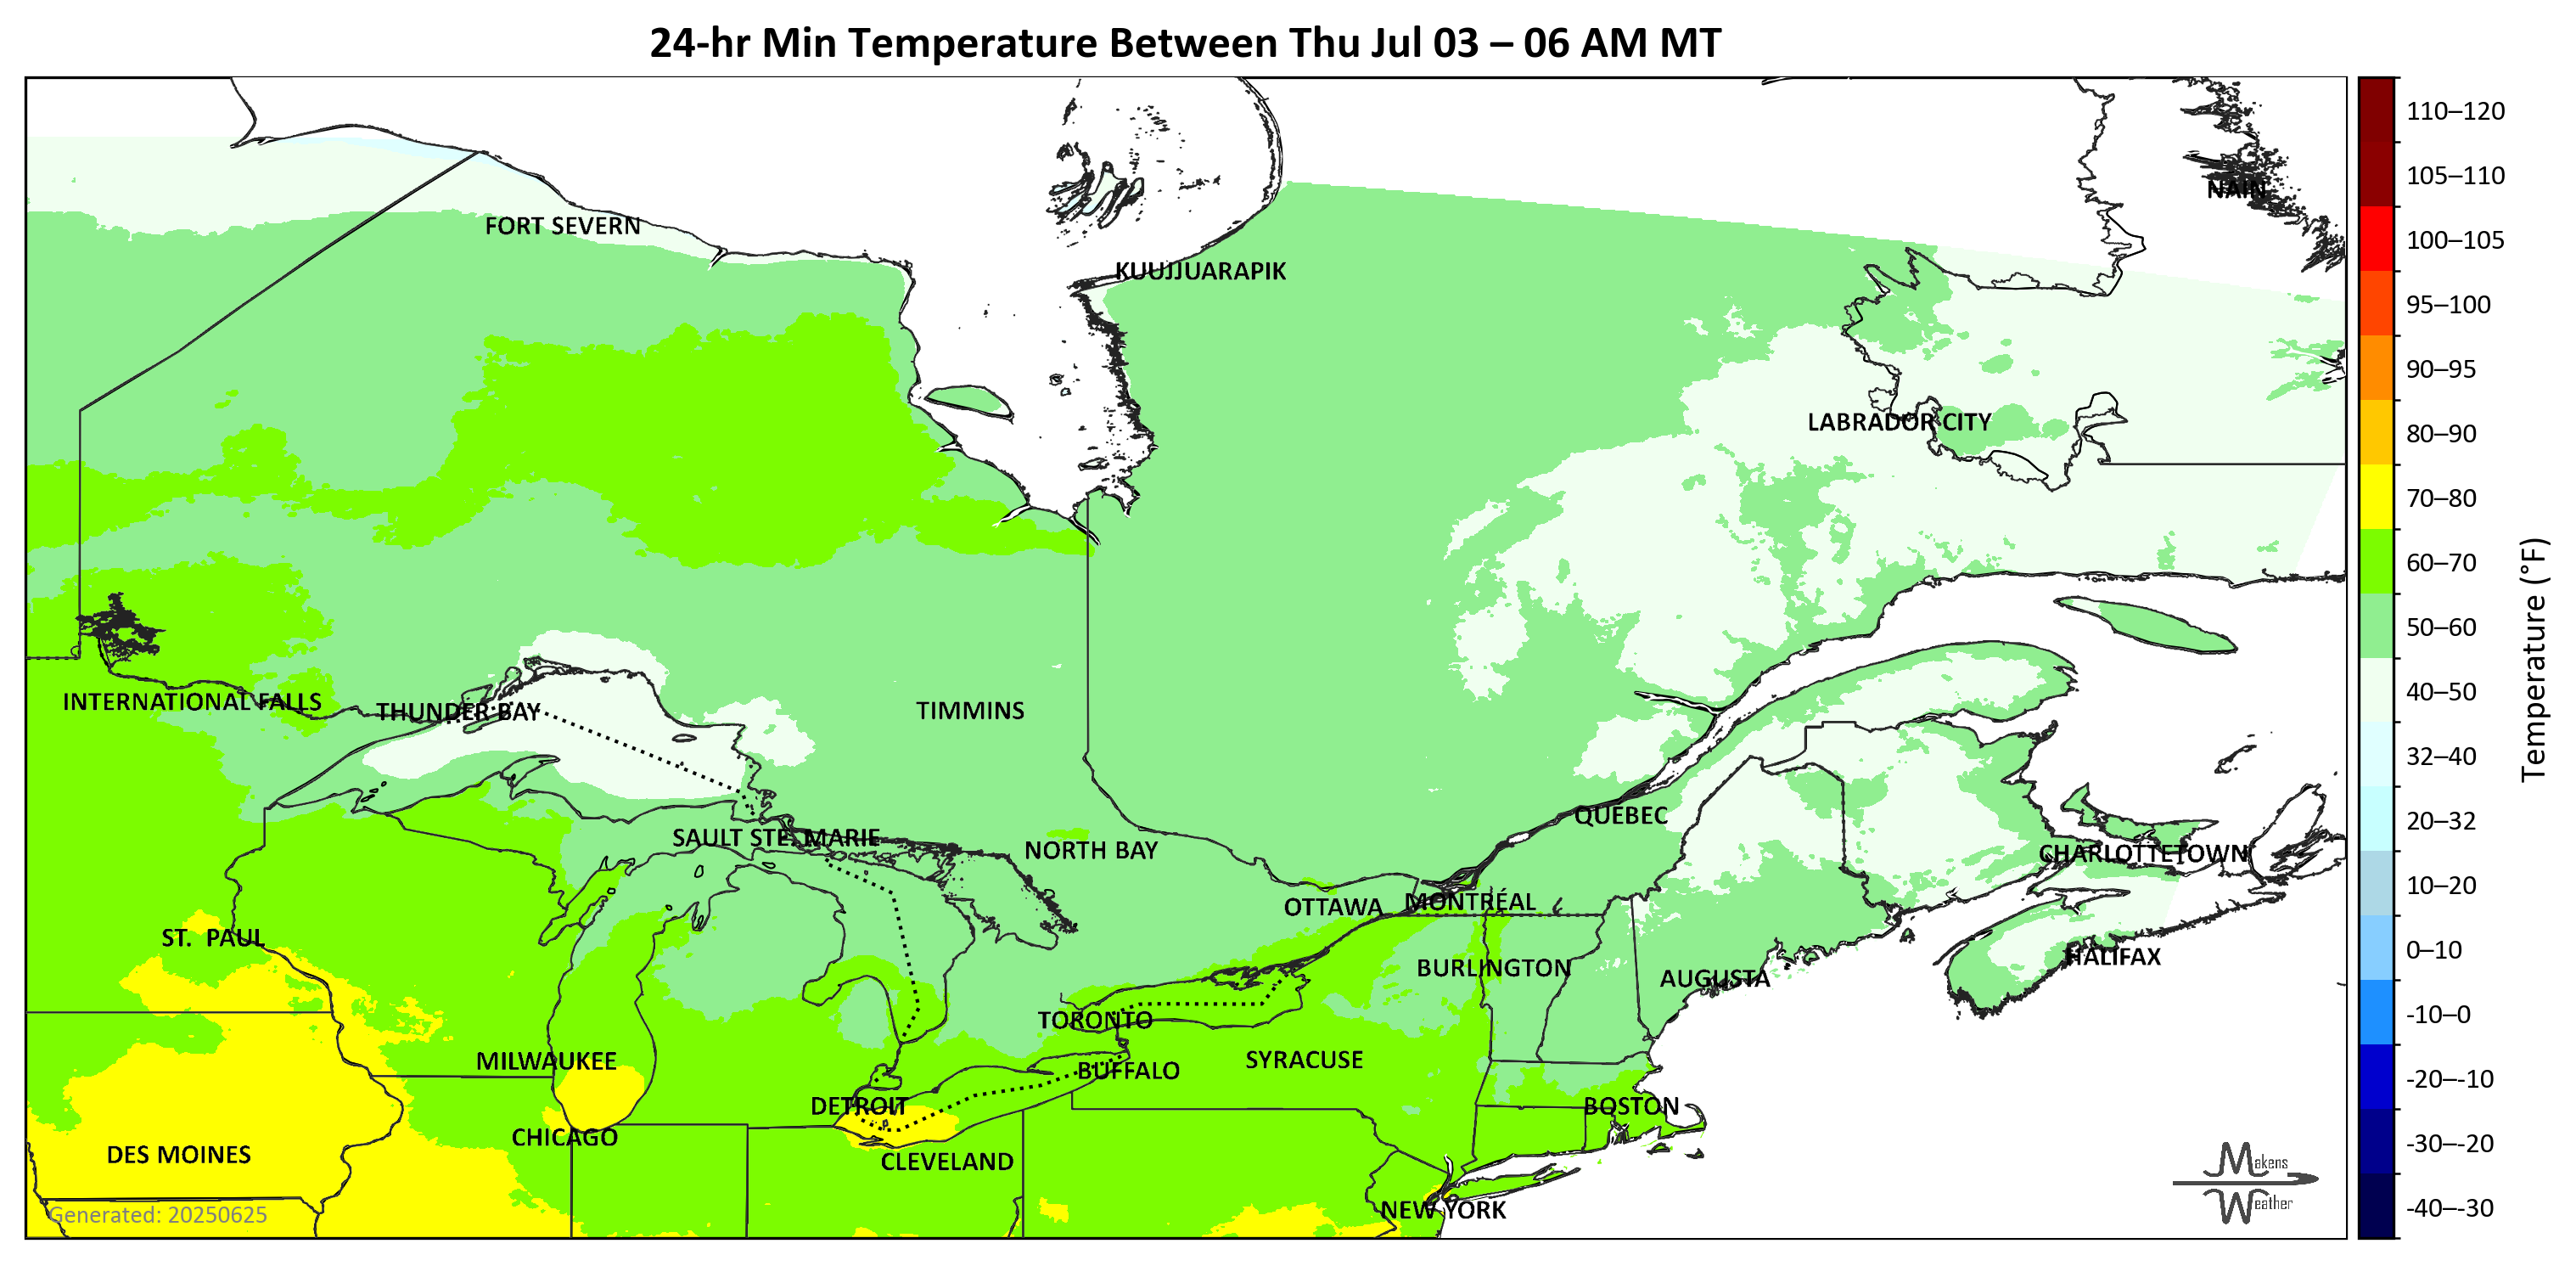 24-hr Min Temperature Between Thu Jul 03 – 06 AM MT
110–120
105–110
NAIN
100–105
FORT SEVERN
KUUJJUARAPIK
95–100
90–95
LABRADOR CITY
80–90
70–80
60–70
50–60
40–50
Temperature (°F)
INTERNATIONAL FALLS
THUNDER BAY
TIMMINS
32–40
QUÉBEC
20–32
SAULT STE. MARIE
NORTH BAY
CHARLOTTETOWN
10–20
OTTAWA
MONTRÉAL
ST. PAUL
0–10
HALIFAX
BURLINGTON
AUGUSTA
-10–0
TORONTO
MILWAUKEE
SYRACUSE
BUFFALO
-20–-10
DETROIT
BOSTON
CHICAGO
-30–-20
DES MOINES
CLEVELAND
Makens
Weather
NEW YORK
-40–-30
Generated: 20250625